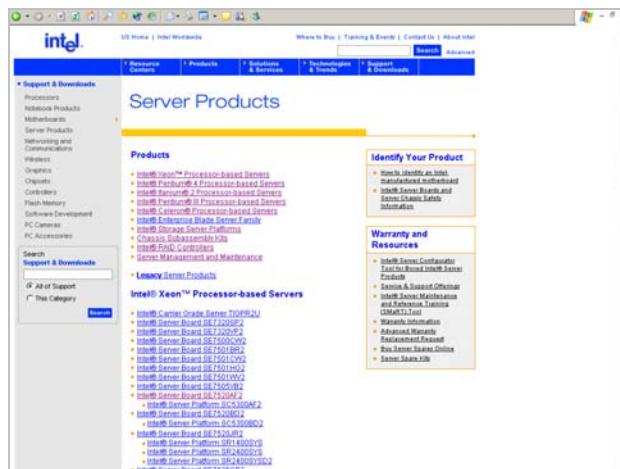 intel.
US Home | Intel Worldwide
Where to Buy | Training & Events | Contact Us | About Intel
Search
Advanced
Resource Centers
Products
Solutions & Services
Technologies & Trends
Support & Downloads
Support & Downloads
Processors
Notebook Products
Motherboards
Server Products
Networking and
Communications
Wireless
Graphics
Chipsets
Controllers
Flash Memory
Software Development
PC Cameras
PC Accessories
Search
Support & Downloads
All of Support
This Category
Search
Server Products
Products
Intel® Xeon™ Processor-based Servers
Intel® Pentium® 4 Processor-based Servers
Intel® Itanium® 2 Processor-based Servers
Intel® Pentium® III Processor-based Servers
Intel® Celeron® Processor-based Servers
Intel® Enterprise Blade Server Family
Intel® Storage Server Platforms
Chassis Subassembly Kits
Intel® RAID Controllers
Server Management and Maintenance
Legacy Server Products
Intel® Xeon™ Processor-based Servers
Intel® Carrier Grade Server TIGPR2U
Intel® Server Board SE7320SP2
Intel® Server Board SE7320VP2
Intel® Server Board SE7500CW2
Intel® Server Board SE7501BR2
Intel® Server Board SE7501CW2
Intel® Server Board SE7501HG2
Intel® Server Board SE7501WV2
Intel® Server Board SE7505VB2
Intel® Server Board SE7520AF2
Intel® Server Platform SC5300AF2
Intel® Server Board SE7520BD2
Intel® Server Platform SC5300BD2
Intel® Server Board SE7520JR2
Intel® Server Platform SR1400SYS
Intel® Server Platform SR2400SYS
Intel® Server Platform SR2400SYSD2
Identify Your Product
How to identify an Intel-
manufactured motherboard
Intel® Server Boards and
Server Chassis Safety
Information
Warranty and
Resources
Intel® Server Configurator
Tool for Boxed Intel® Server
Products
Service & Support Offerings
Intel® Server Maintenance
and Reference Training
(SMaRT) Tool
Warranty Information
Advanced Warranty
Replacement Request
Buy Server Spares Online
Server Spare Kits